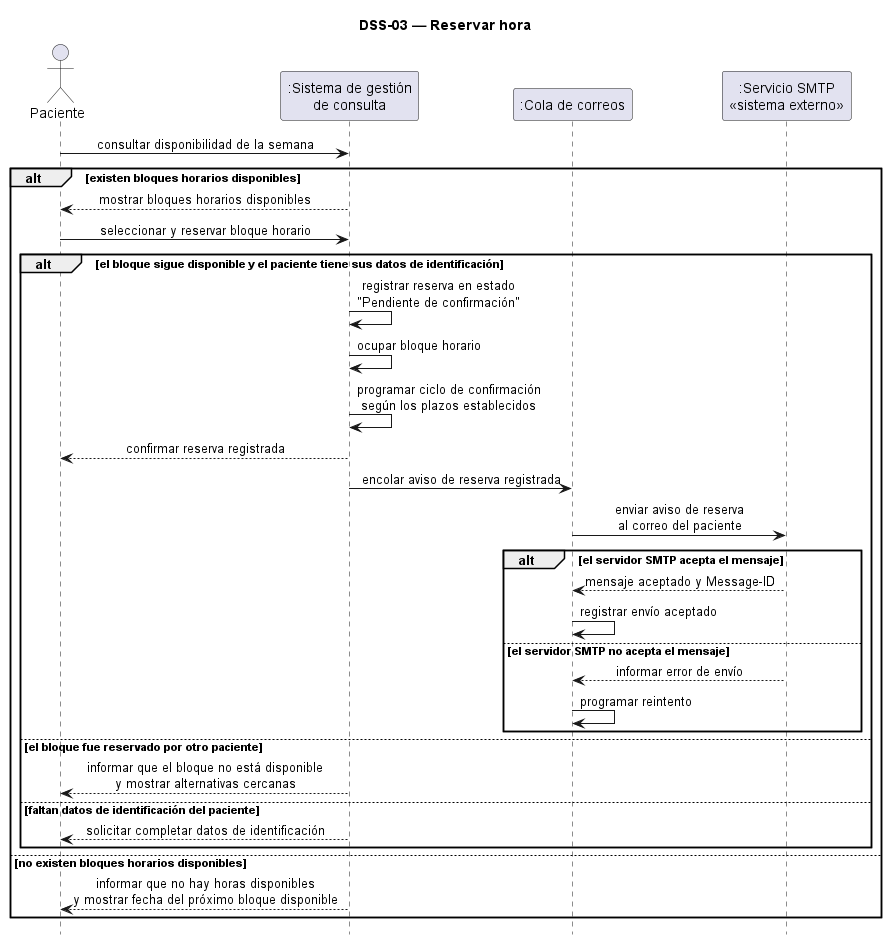 DSS-03 — Reservar hora
Paciente
:Sistema de gestión
de consulta
:Cola de correos
:Servicio SMTP
«sistema externo»
consultar disponibilidad de la semana
alt [existen bloques horarios disponibles]
mostrar bloques horarios disponibles
seleccionar y reservar bloque horario
alt [el bloque sigue disponible y el paciente tiene sus datos de identificación]
registrar reserva en estado
"Pendiente de confirmación"
ocupar bloque horario
programar ciclo de confirmación
según los plazos establecidos
confirmar reserva registrada
encolar aviso de reserva registrada
enviar aviso de reserva
al correo del paciente
alt [el servidor SMTP acepta el mensaje]
mensaje aceptado y Message-ID
registrar envío aceptado
[el servidor SMTP no acepta el mensaje]
informar error de envío
programar reintento
[el bloque fue reservado por otro paciente]
informar que el bloque no está disponible
y mostrar alternativas cercanas
[faltan datos de identificación del paciente]
solicitar completar datos de identificación
[no existen bloques horarios disponibles]
informar que no hay horas disponibles
y mostrar fecha del próximo bloque disponible